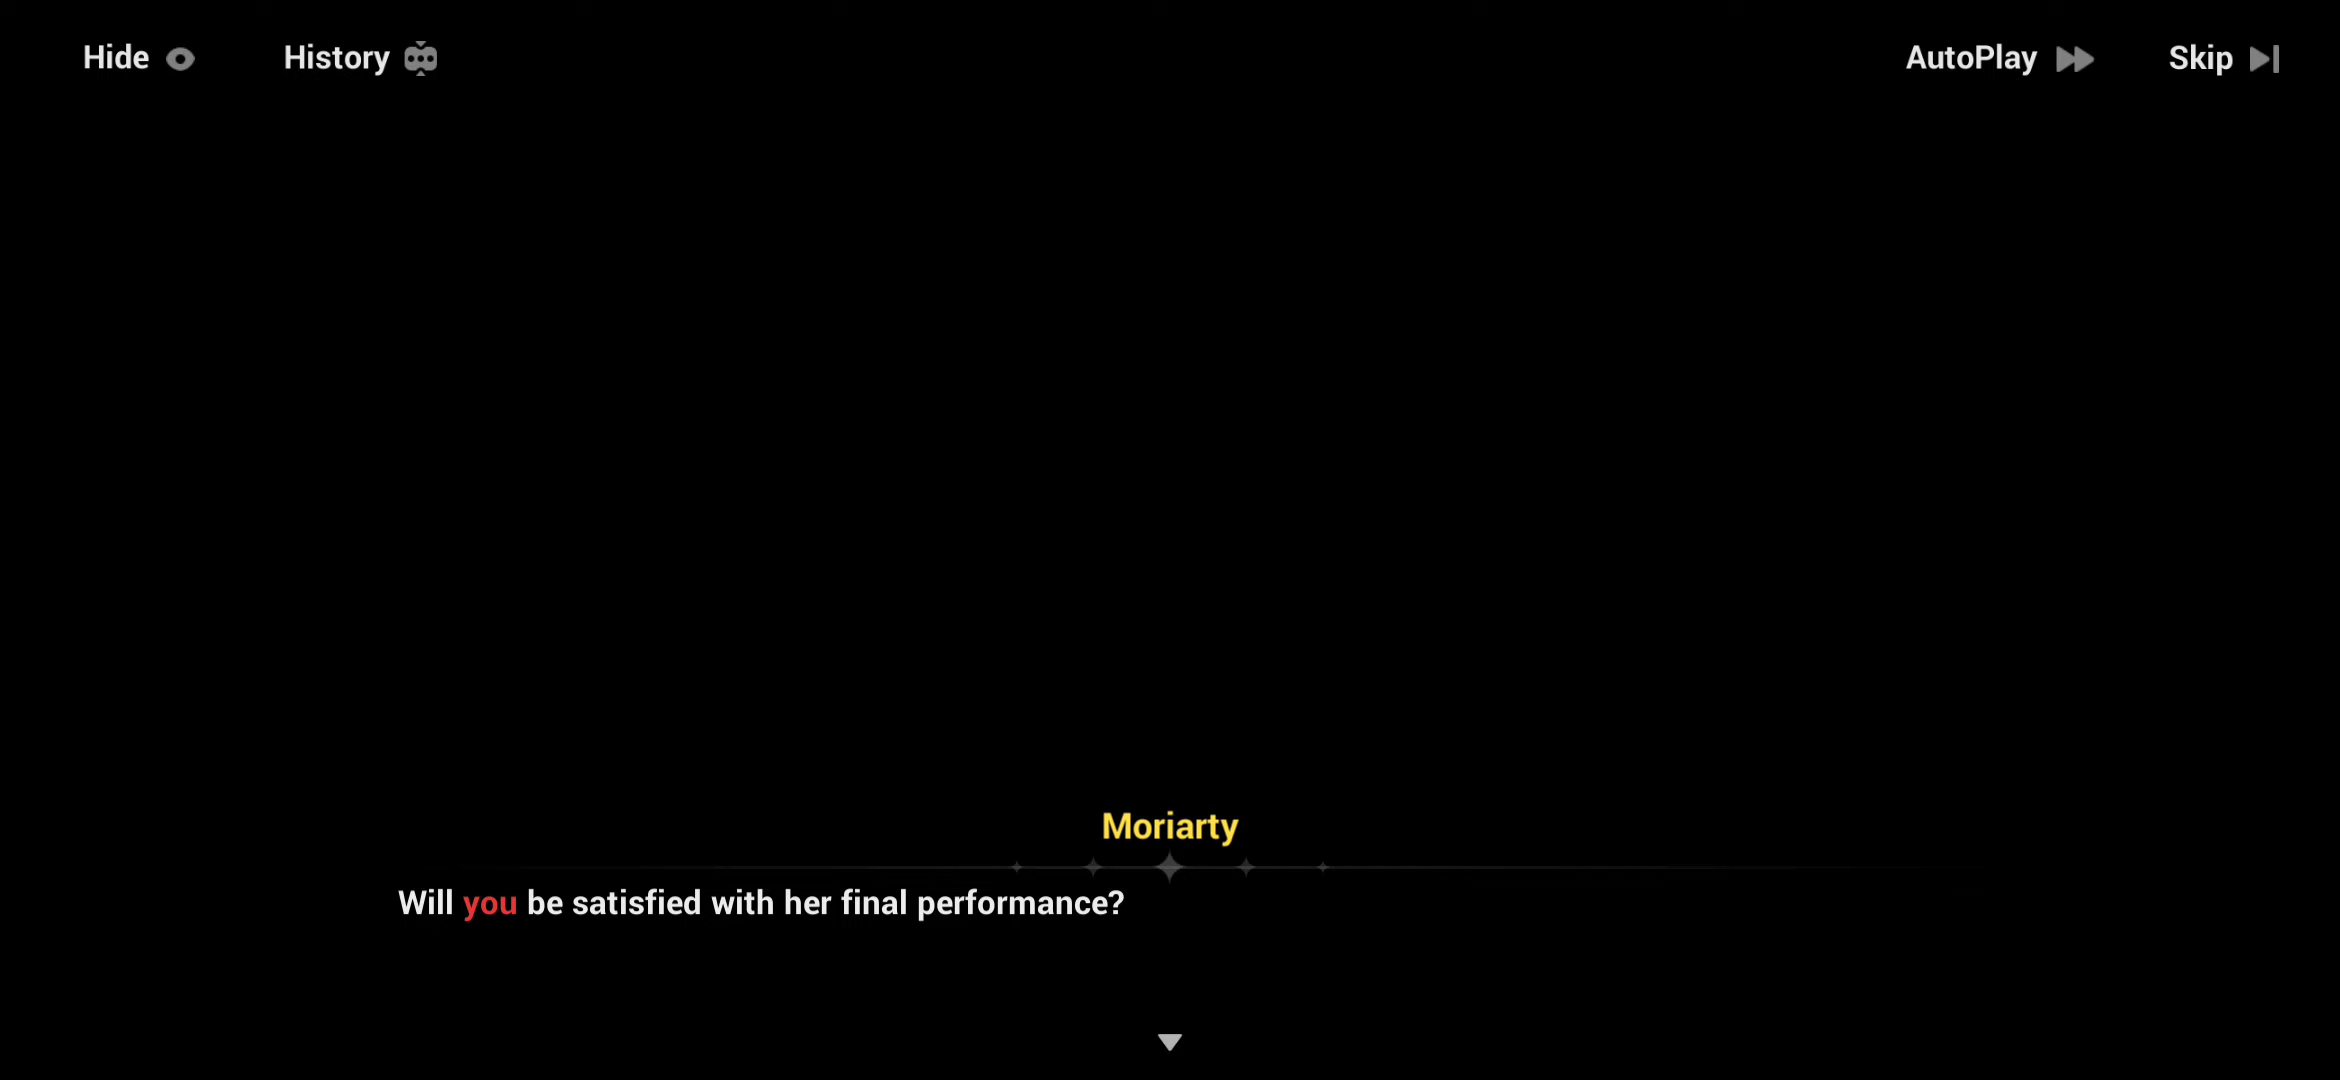 Hide
History
AutoPlay
Skip
Moriarty
Will you be satisfied with her final performance?